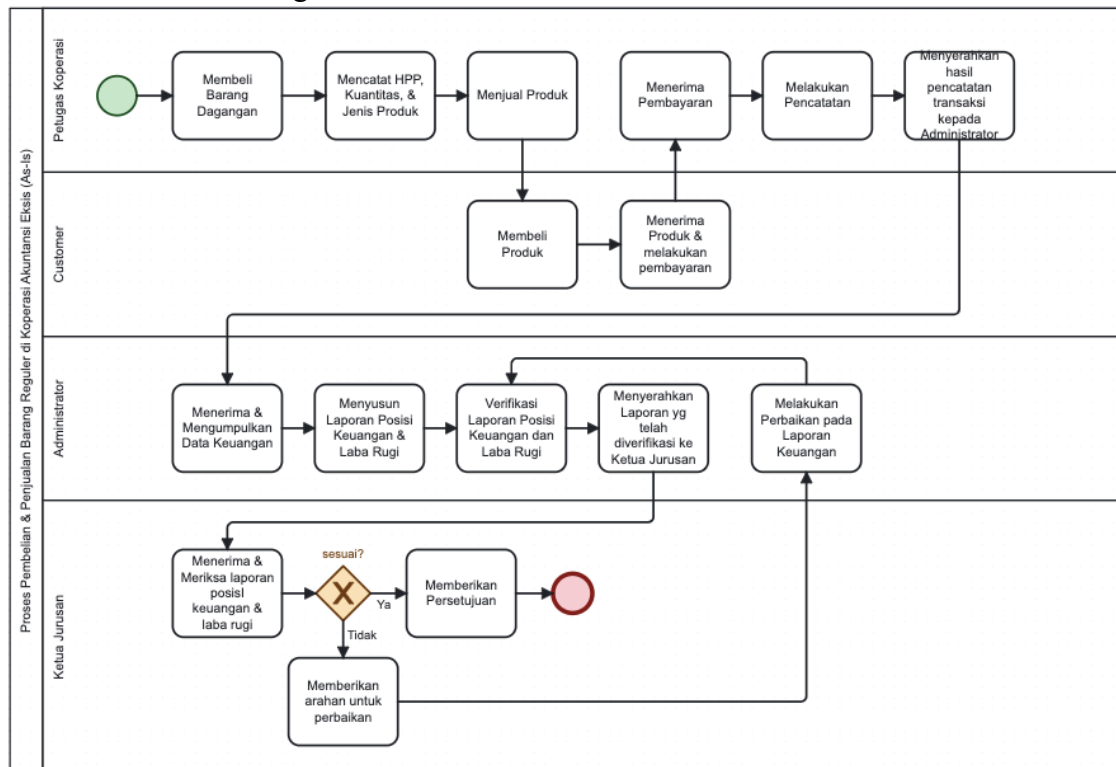 Proses Pembelian & Penjualan Barang Reguler di Koperasi Akuntansi Eksis (As-Is)
Petugas Koperasi
Membeli
Barang
Dagangan
Mencatat HPP,
Kuantitas, &
Jenis Produk
Menjual Produk
Menerima
Pembayaran
Melakukan
Pencatatan
Menyerahkan
hasil
pencatatan
transaksi
kepada
Administrator
Customer
Membeli
Produk
Menerima
Produk &
melakukan
pembayaran
Administrator
Menerima &
Mengumpulkan
Data Keuangan
Menyusun
Laporan Posisi
Keuangan &
Laba Rugi
Verifikasi
Laporan Posisi
Keuangan dan
Laba Rugi
Menyerahkan
Laporan yg
telah
diverifikasi ke
Ketua Jurusan
Melakukan
Perbaikan pada
Laporan
Keuangan
Ketua Jurusan
Menerima &
Meriksa laporan
posisI
keuangan &
laba rugi
sesuai?
Ya
Tidak
Memberikan
Persetujuan
Memberikan
arahan untuk
perbaikan